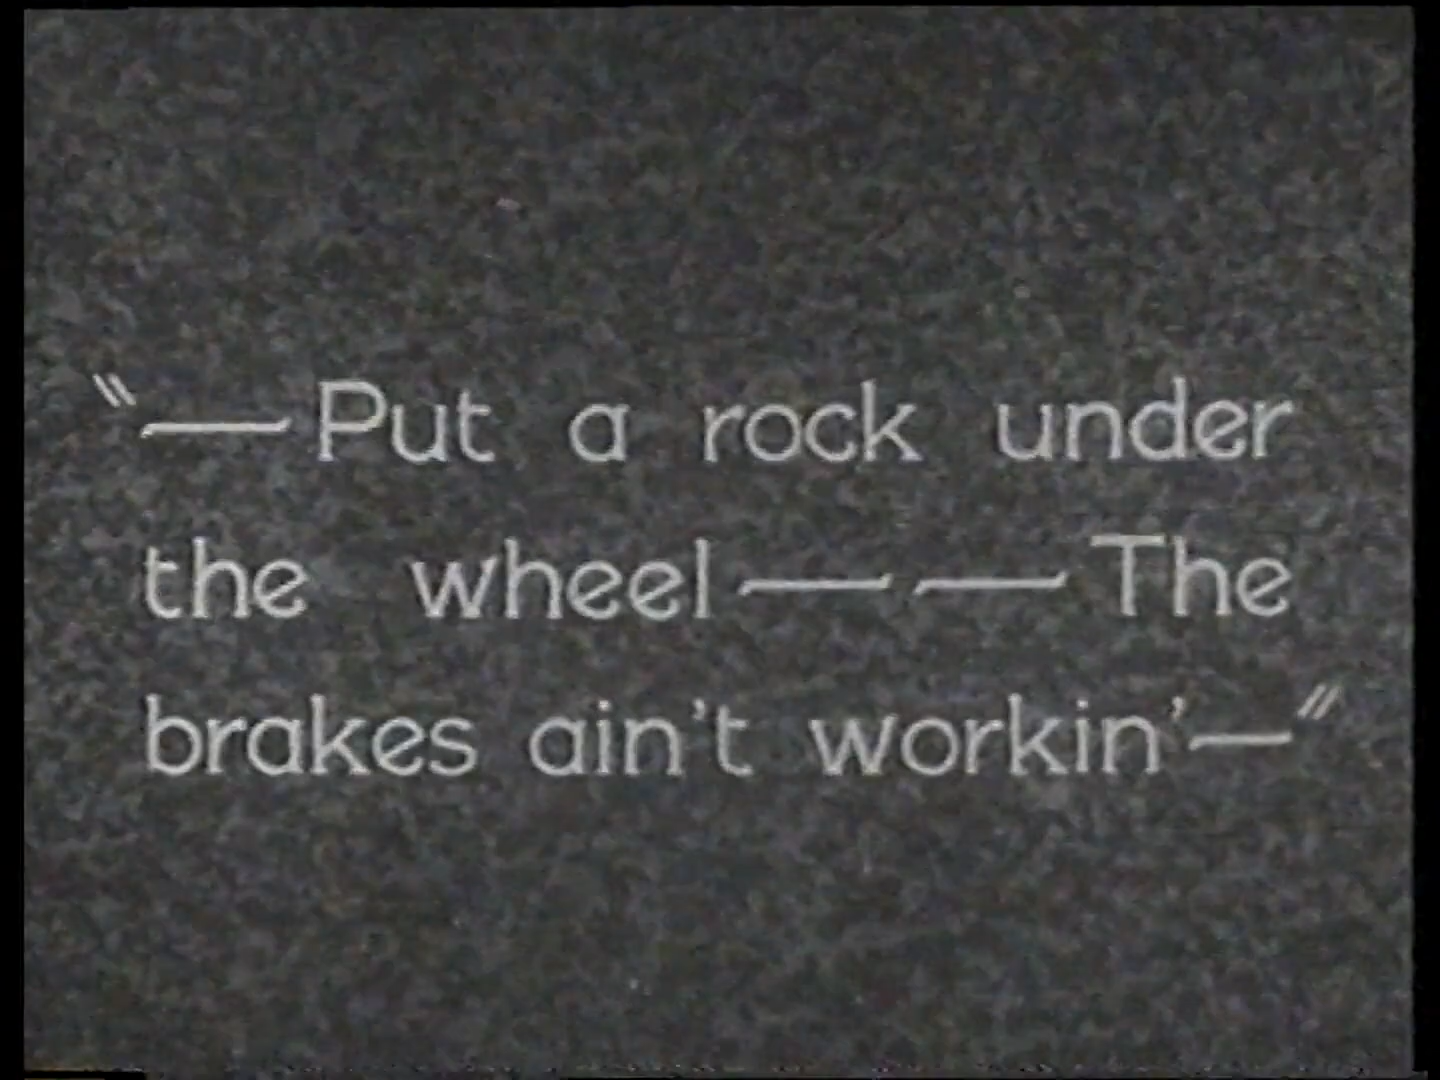 "—Put a rock under
the wheel— —The
brakes ain't workin'—"